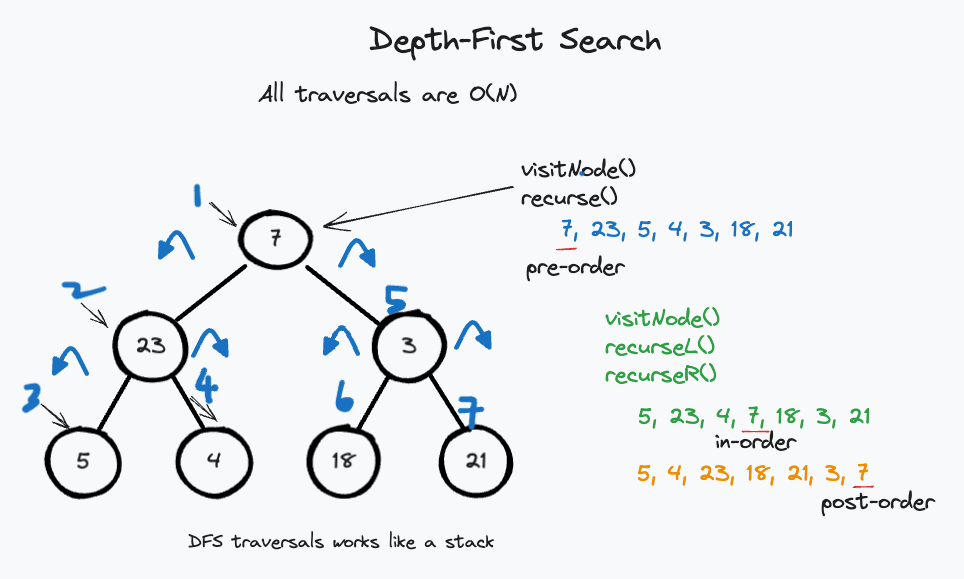 Depth-First Search
All traversals are O(N)
visitNode()
recurse()
7, 23, 5, 4, 3, 18, 21
pre-order
1
7
2
5
23
3
3
4
6
7
5
4
18
21
visitNode()
recurseL()
recurseR()
5, 23, 4, 7, 18, 3, 21
in-order
5, 4, 23, 18, 21, 3, 7
post-order
DFS traversals works like a stack